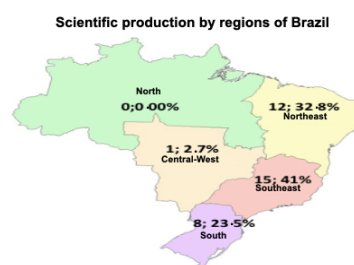 Scientific production by regions of Brazil
North
0;0·00%
12; 32·8%
Northeast
1; 2.7%
Central-West
15; 41%
Southeast
8; 23·5%
South